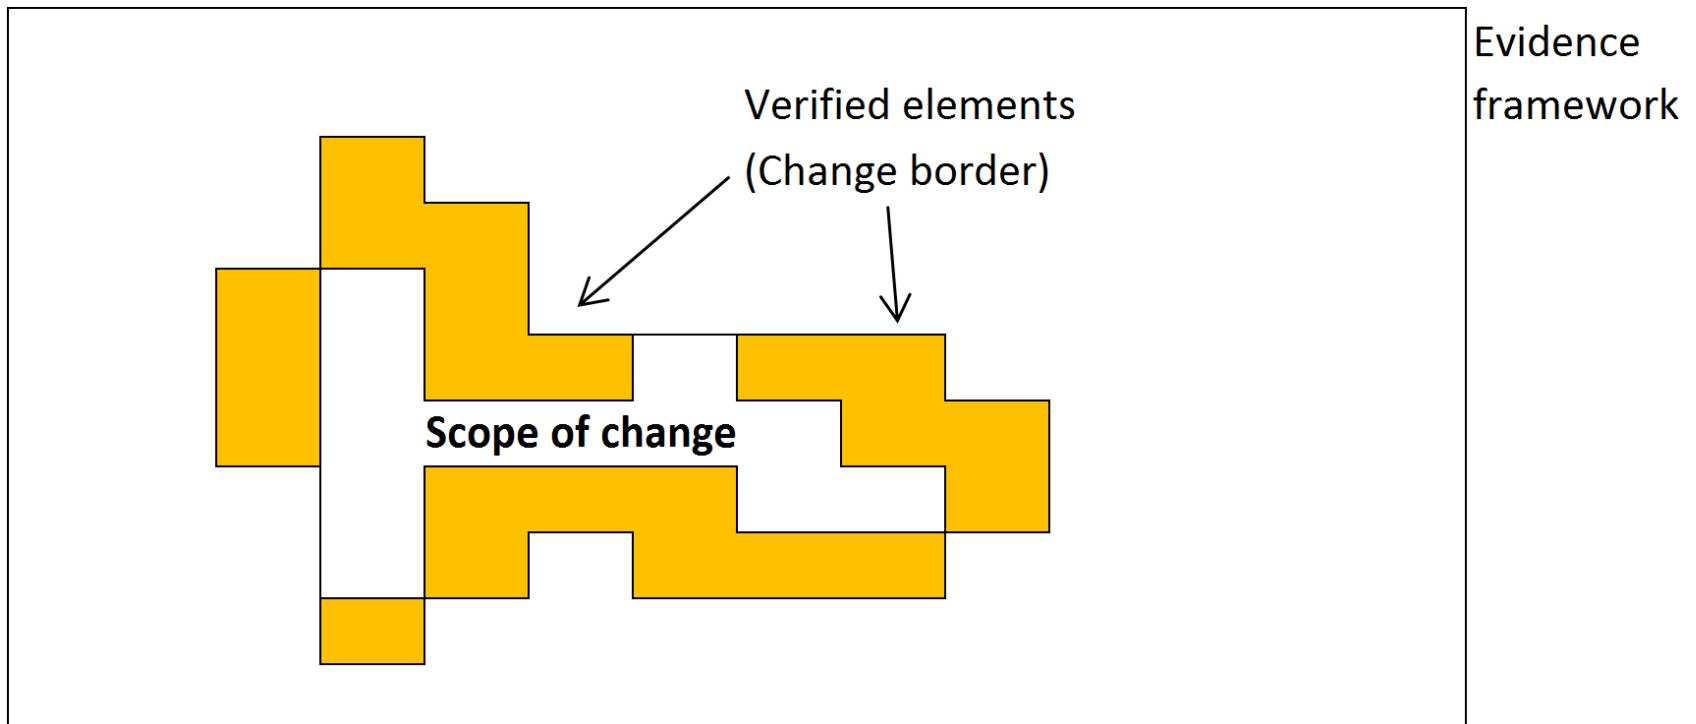 Evidence
framework
Verified elements
(Change border)
Scope of change